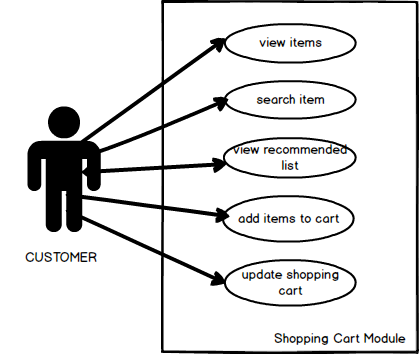 view items
search item
view recommended
list
add items to cart
update shopping
cart
CUSTOMER
Shopping Cart Module